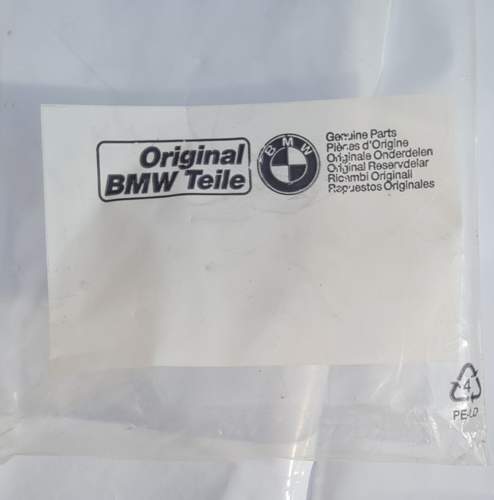 Original
BMW Teile
BMW
Genuine Parts
Pièces d'Origine
Originale Onderdelen
Original Reservdelar
Ricambi Originali
Repuestos Originales
4
PE-LD